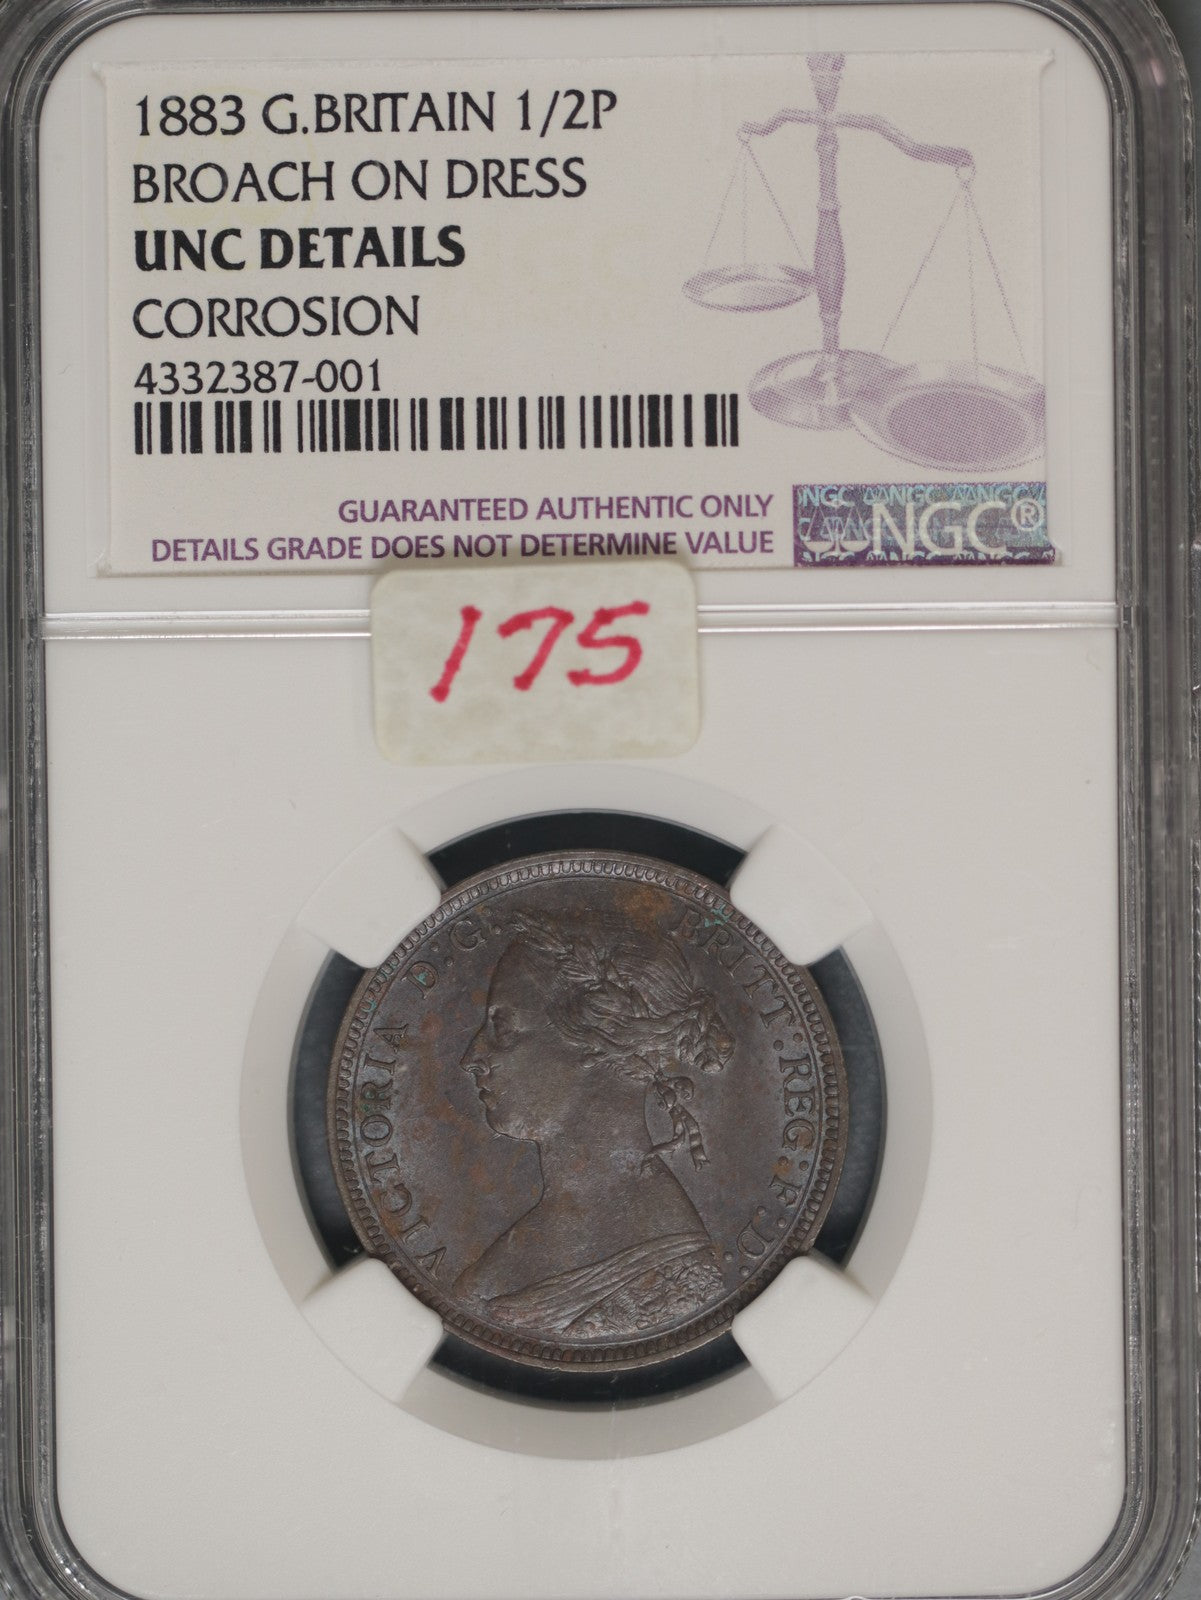 1883 G.BRITAIN 1/2P
BROACH ON DRESS
UNC DETAILS
CORROSION
4332387-001
GUARANTEED AUTHENTIC ONLY
DETAILS GRADE DOES NOT DETERMINE VALUE
NGC®
175
VICTORIA D:G: BRITT:REG:F:D: